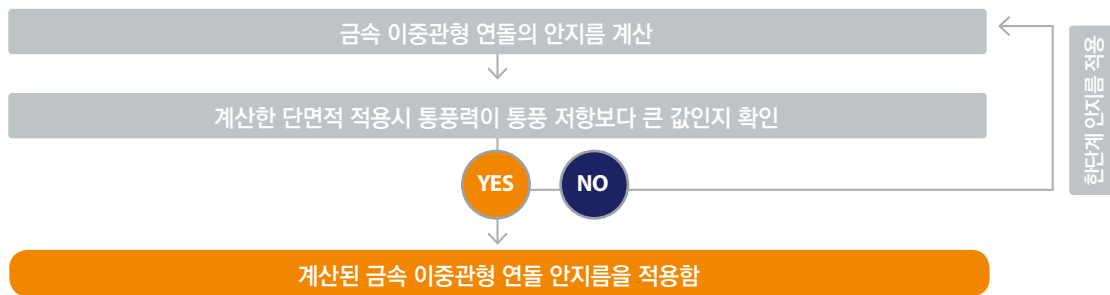 금속 이중관형 연돌의 안지름 계산
계산한 단면적 적용시 통풍력이 통풍 저항보다 큰 값인지 확인
YES
NO
한단계 안지름 적용
계산된 금속 이중관형 연돌 안지름을 적용함